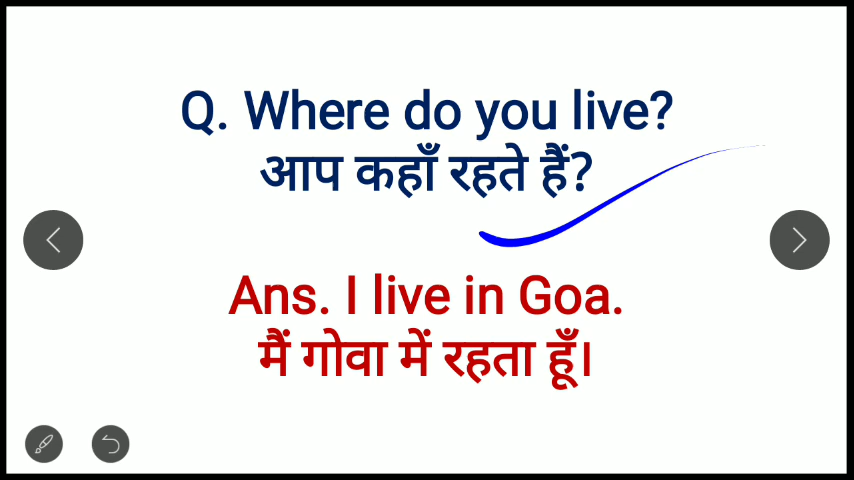 Q. Where do you live?
आप कहाँ रहते हैं?
Ans. I live in Goa.
मैं गोवा में रहता हूँ।